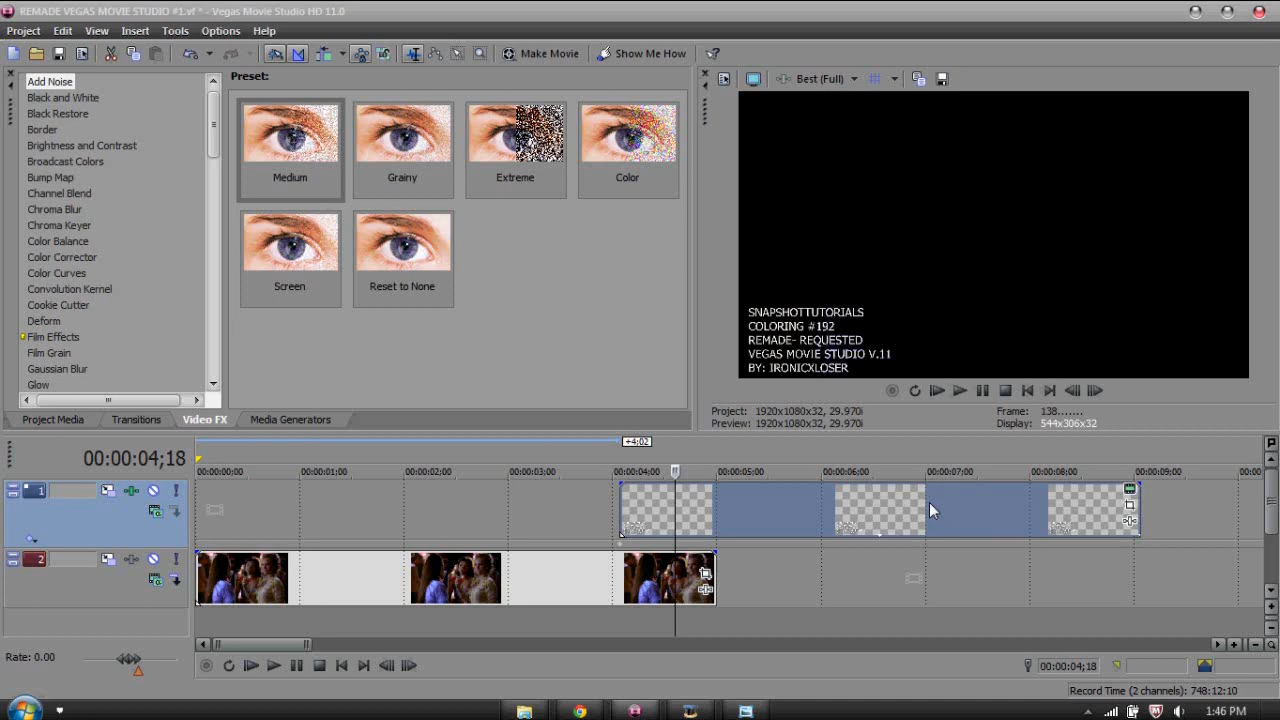 REMADE VEGAS MOVIE STUDIO #1.vf * - Vegas Movie Studio HD 11.0
Project Edit View Insert Tools Options Help
Make Movie Show Me How
Add Noise
Black and White
Black Restore
Border
Brightness and Contrast
Broadcast Colors
Bump Map
Channel Blend
Chroma Blur
Chroma Keyer
Color Balance
Color Corrector
Color Curves
Convolution Kernel
Cookie Cutter
Deform
Film Effects
Film Grain
Gaussian Blur
Glow
Preset:
Medium Grainy Extreme Color
Screen Reset to None
Project Media Transitions Video FX Media Generators
Best (Full)
SNAPSHOTTUTORIALS
COLORING #192
REMADE- REQUESTED
VEGAS MOVIE STUDIO V.11
BY: IRONICXLOSER
Project: 1920x1080x32, 29.970i Frame: 138.......
Preview: 1920x1080x32, 29.970i Display: 544x306x32
+4;02
00:00:04;18
00:00:00;00 00:00:01;00 00:00:02;00 00:00:03;00 00:00:04;00 00:00:05;00 00:00:06;00 00:00:07;00 00:00:08;00 00:00:09;00 00:00
1
2
Rate: 0.00
00:00:04;18
Record Time (2 channels): 748:12:10
1:46 PM